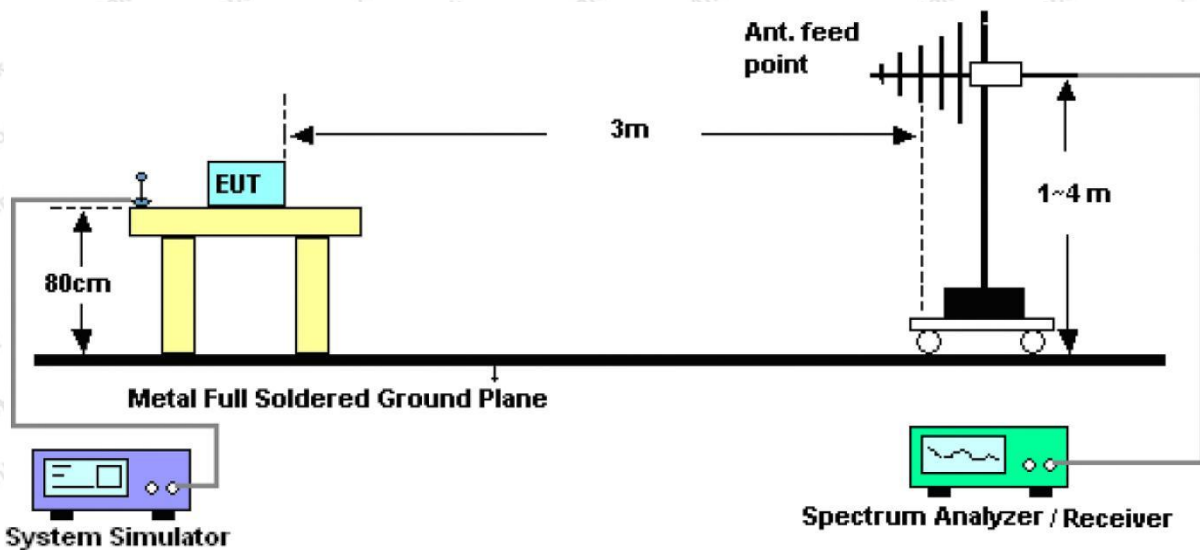 Ant. feed
point
3m
EUT
1~4 m
80cm
Metal Full Soldered Ground Plane
System Simulator
Spectrum Analyzer / Receiver